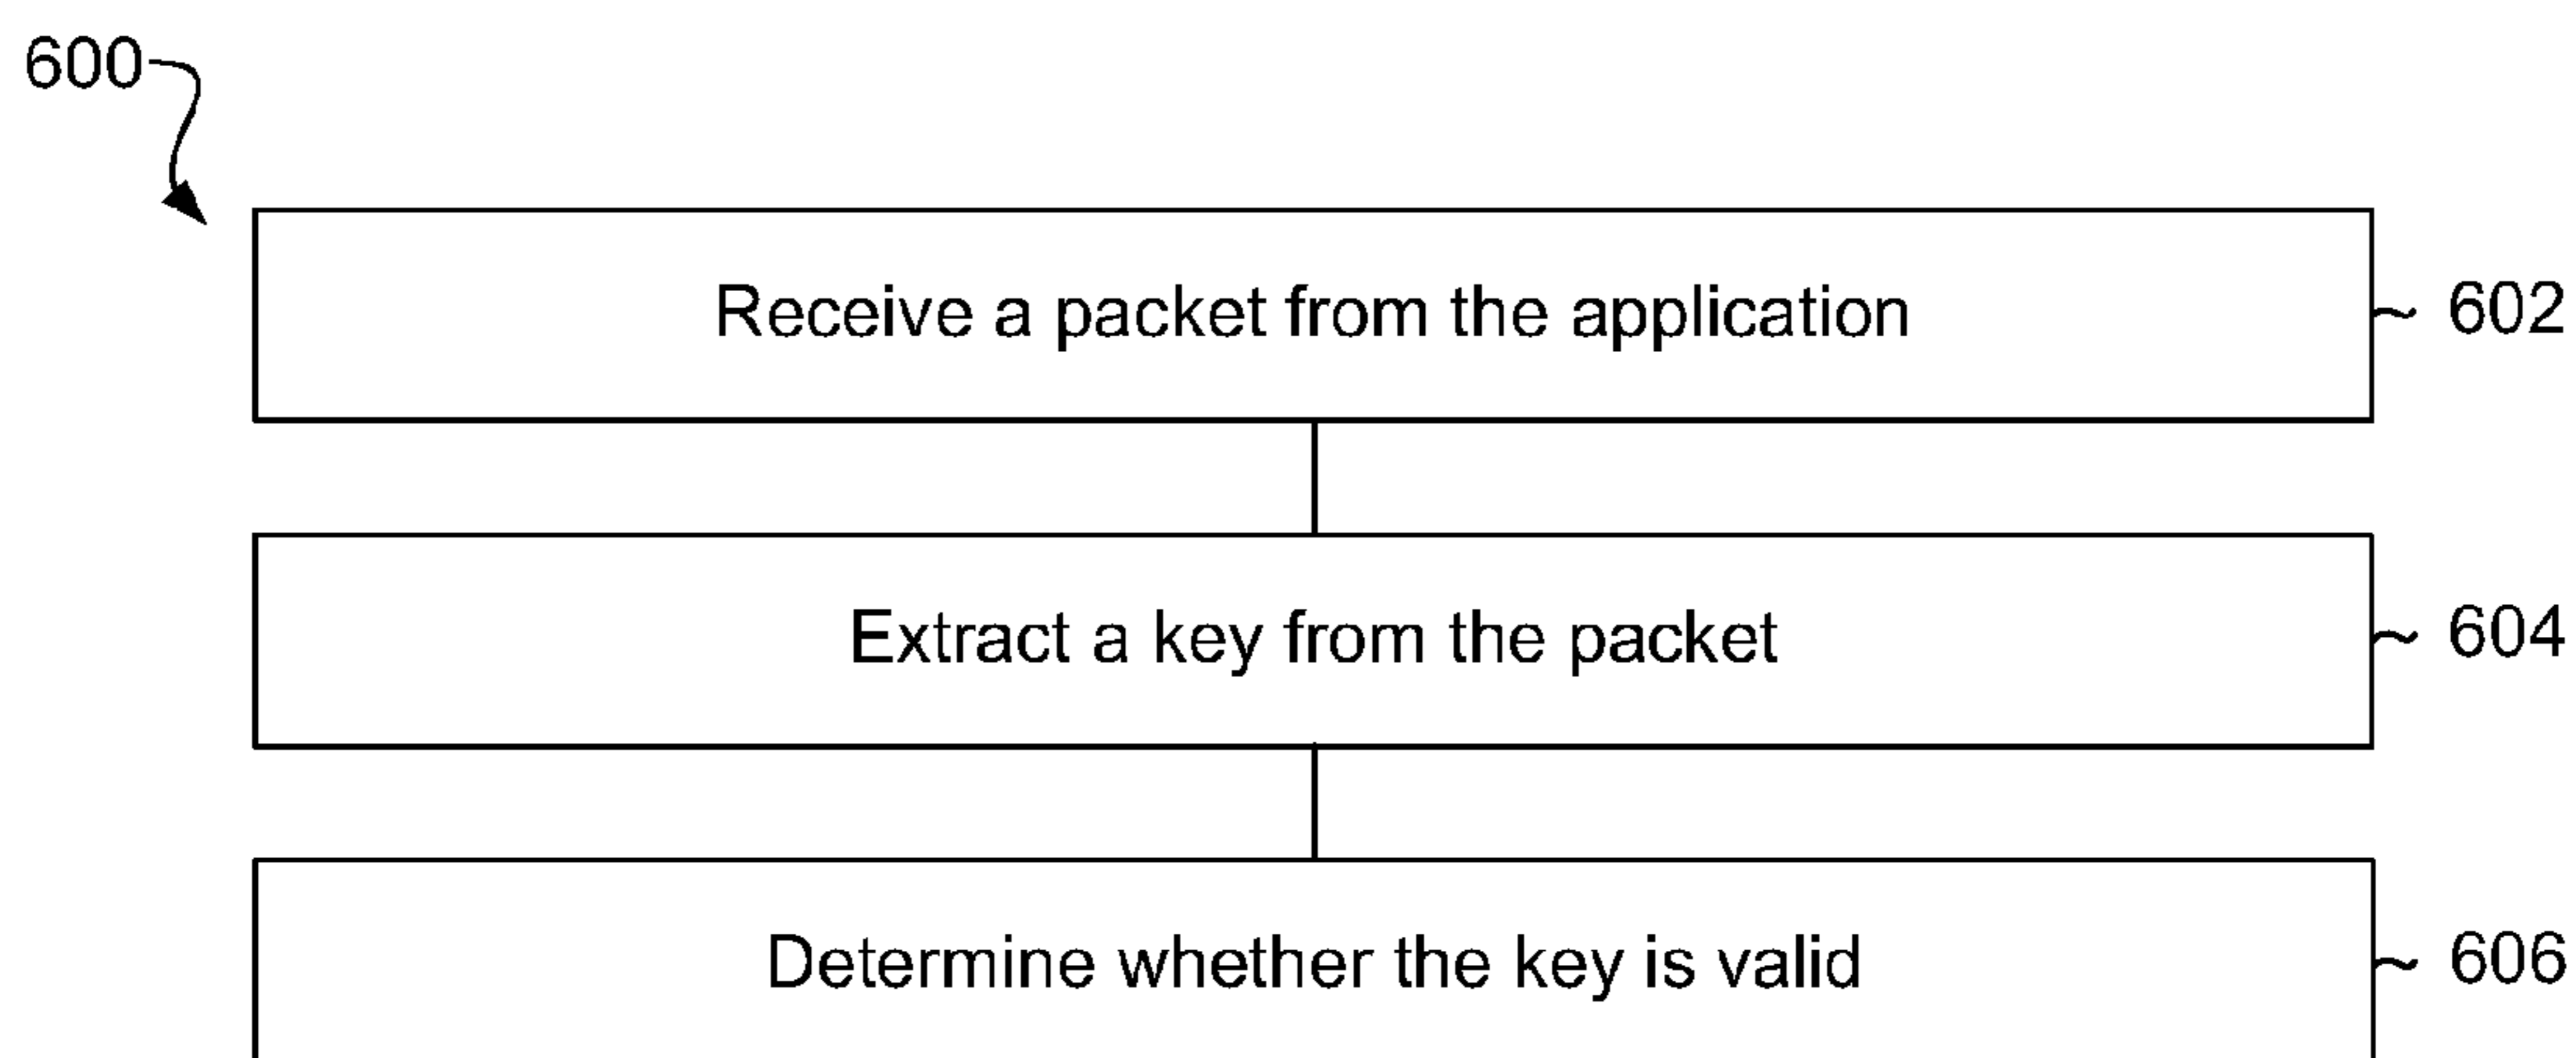 600
Receive a packet from the application
602
Extract a key from the packet
604
Determine whether the key is valid
606